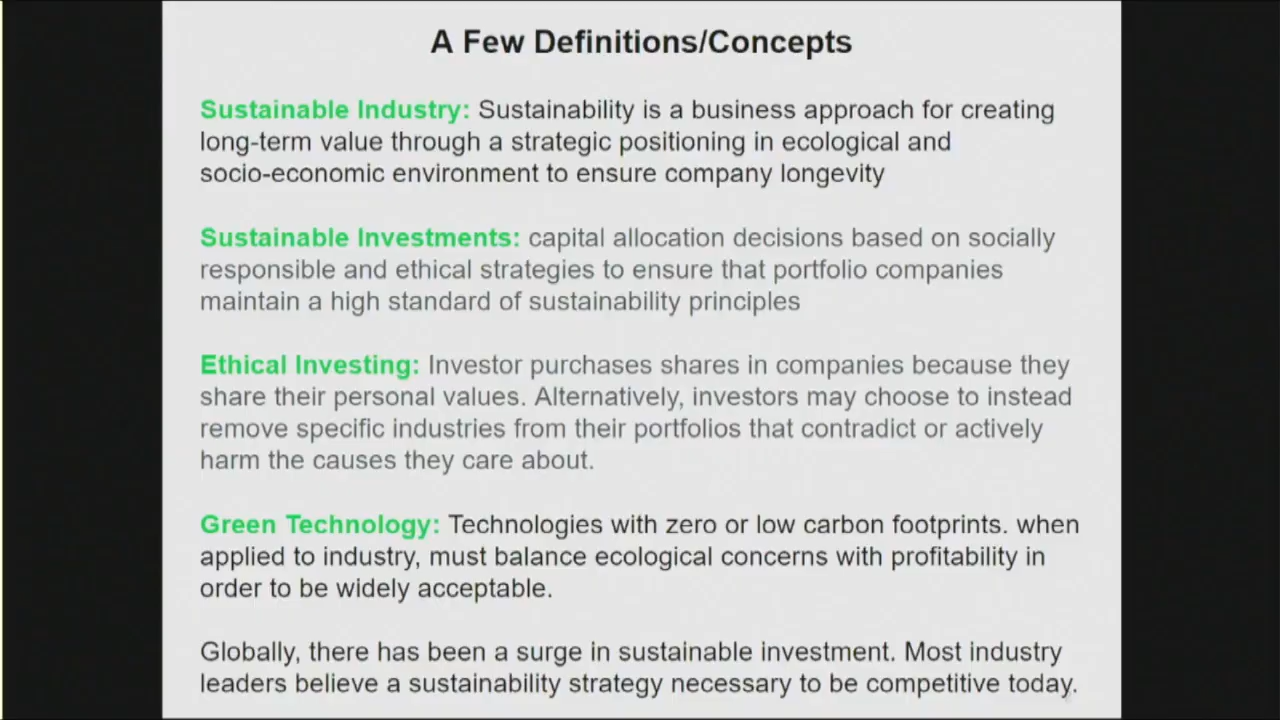 A Few Definitions/Concepts
Sustainable Industry: Sustainability is a business approach for creating
long-term value through a strategic positioning in ecological and
socio-economic environment to ensure company longevity
Sustainable Investments: capital allocation decisions based on socially
responsible and ethical strategies to ensure that portfolio companies
maintain a high standard of sustainability principles
Ethical Investing: Investor purchases shares in companies because they
share their personal values. Alternatively, investors may choose to instead
remove specific industries from their portfolios that contradict or actively
harm the causes they care about.
Green Technology: Technologies with zero or low carbon footprints. when
applied to industry, must balance ecological concerns with profitability in
order to be widely acceptable.
Globally, there has been a surge in sustainable investment. Most industry
leaders believe a sustainability strategy necessary to be competitive today.